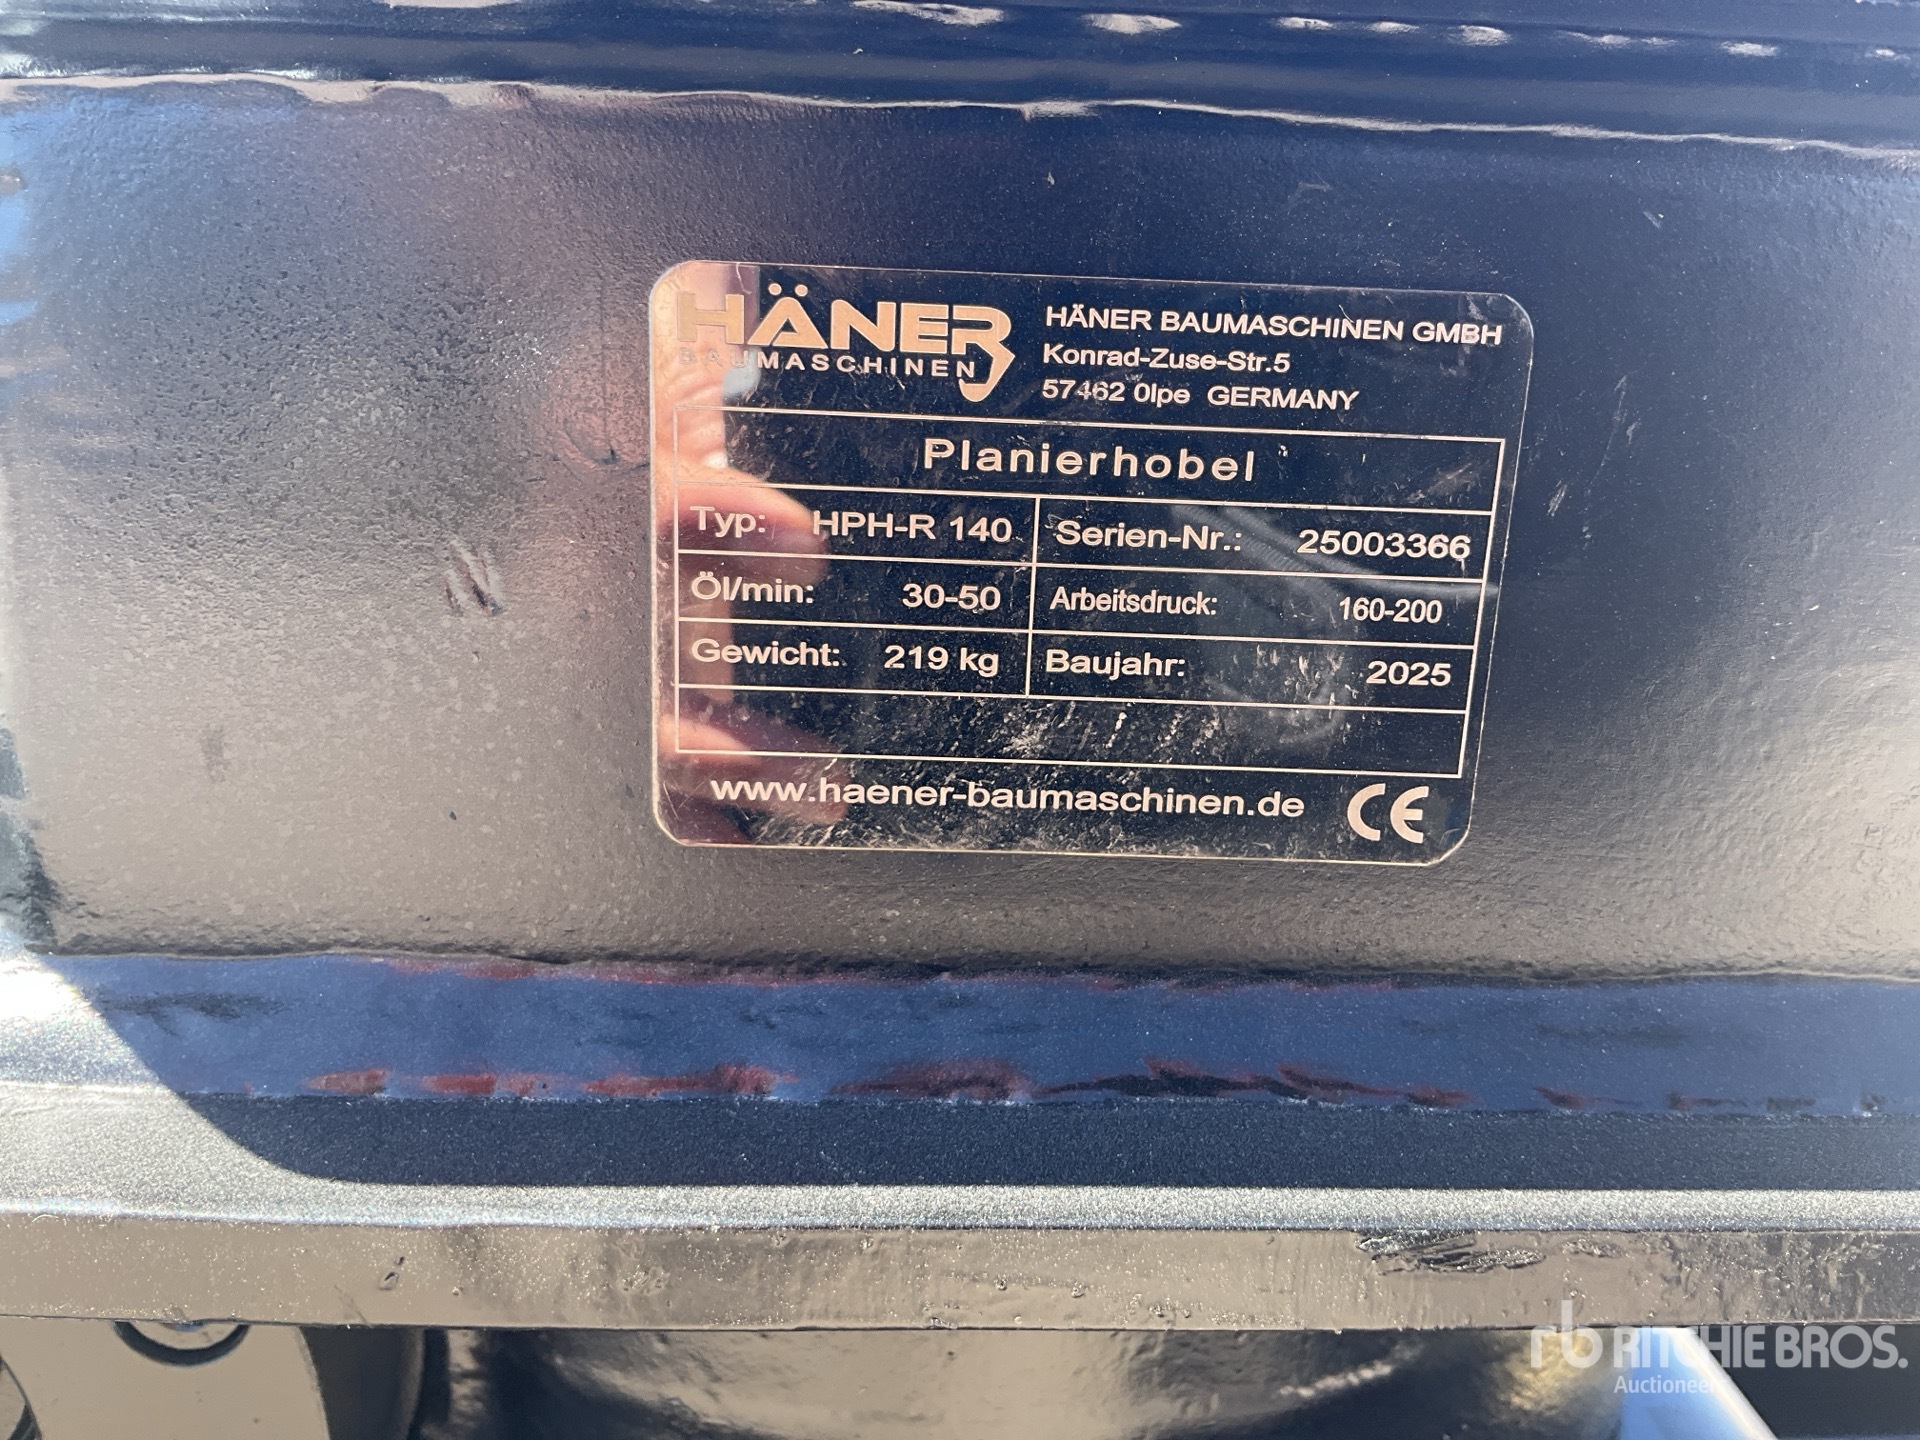 HÄNER
BAUMASCHINEN
HÄNER BAUMASCHINEN GMBH
Konrad-Zuse-Str.5
57462 Olpe GERMANY
Planierhobel
Typ: HPH-R 140 Serien-Nr.: 25003366
Öl/min: 30-50 Arbeitsdruck: 160-200
Gewicht: 219 kg Baujahr: 2025
www.haener-baumaschinen.de CE
rb RITCHIE BROS.
Auctioneers